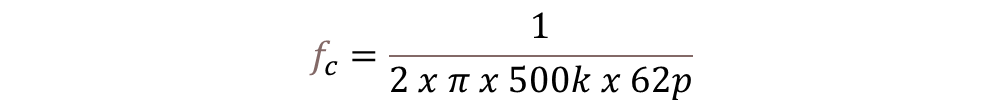 f_c = 1 / (2 x π x 500k x 62p)